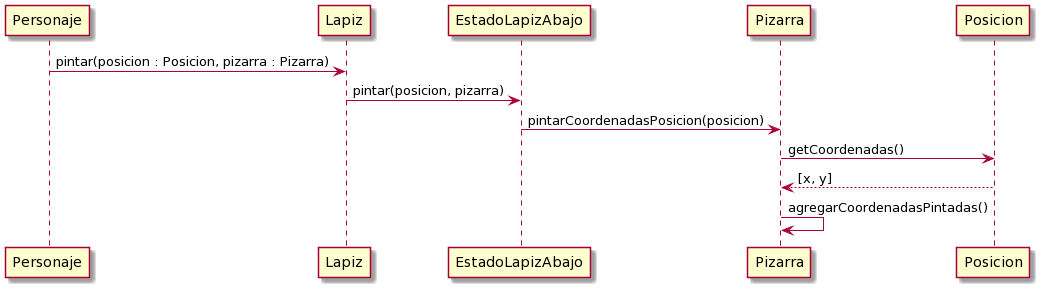 Personaje
Lapiz
EstadoLapizAbajo
Pizarra
Posicion
pintar(posicion : Posicion, pizarra : Pizarra)
pintar(posicion, pizarra)
pintarCoordenadasPosicion(posicion)
getCoordenadas()
[x, y]
agregarCoordenadasPintadas()
Personaje
Lapiz
EstadoLapizAbajo
Pizarra
Posicion